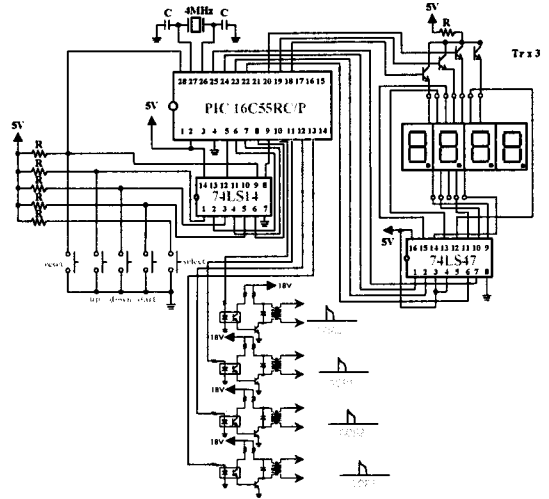 C 4MHz C
5V
R
Tr x 3
28 27 26 25 24 23 22 21 20 19 18 17 16 15
PIC 16C55RC/P
1 2 3 4 5 6 7 8 9 10 11 12 13 14
5V
5V
R
R
R
R
R
14 13 12 11 10 9 8
74LS14
1 2 3 4 5 6 7
5V
16 15 14 13 12 11 10 9
74LS47
1 2 3 4 5 6 7 8
reset
select
up down start
18V
18V
18V
18V